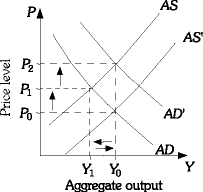 P
AS
AS'
P₂
P₁
P₀
Price level
AD'
AD
Y₁
Y₀
Y
Aggregate output